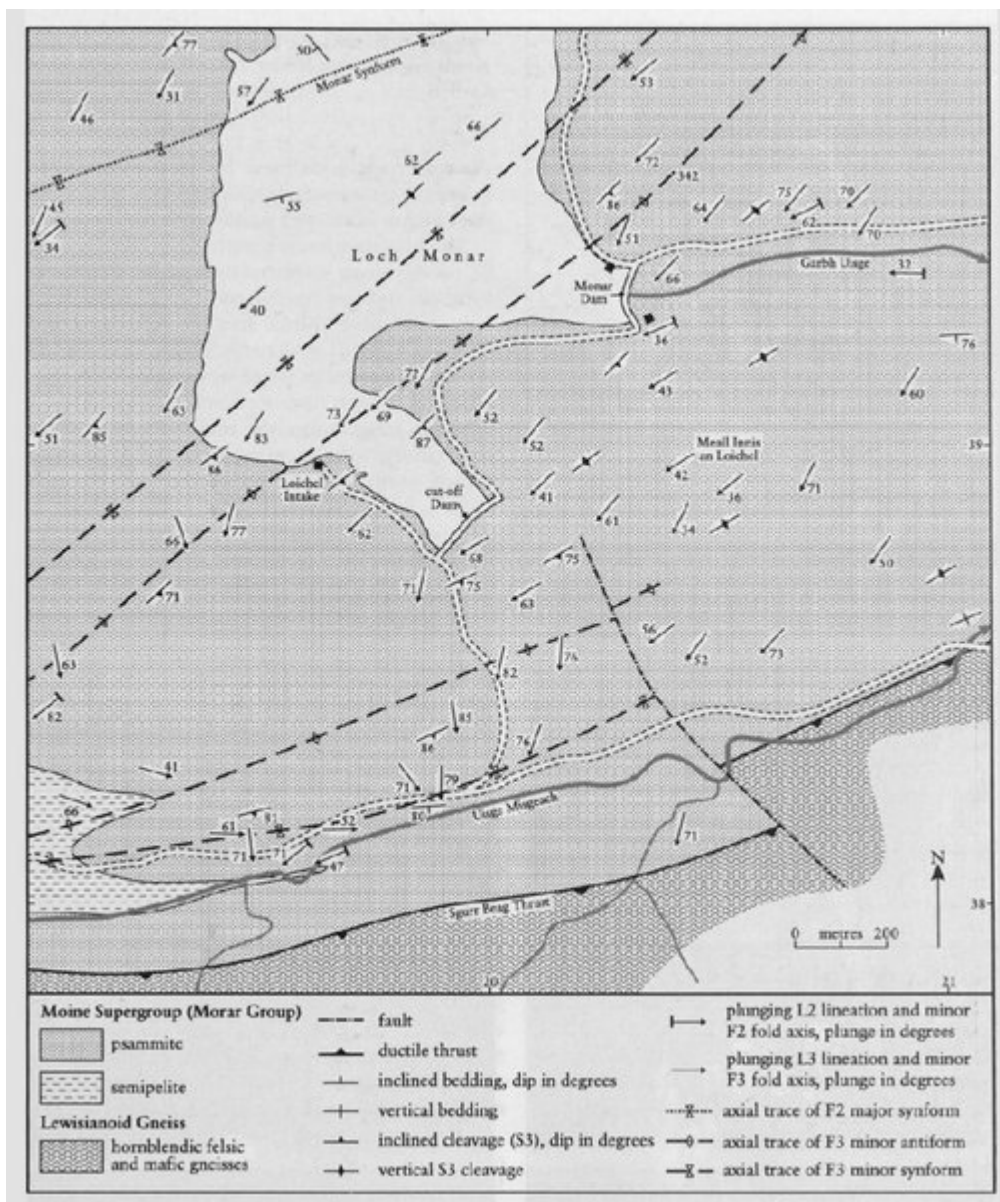 77
50
Monar Synform
57
31
46
66
53
62
72
342
45
34
55
86
64
75
62
70
70
51
Loch Monar
66
Garbh Uisge
32
Monar
Dam
40
36
76
77
43
60
63
73
69
52
51
85
83
87
52
39
66
Meall Innis
an Loichel
Loichel
Intake
42
36
71
cut-off
Dam
41
61
34
66
77
62
68
75
50
71
71
75
63
56
63
82
76
52
73
82
85
86
76
41
71
79
66
81
80
Uisge Misgeach
61
52
71
71
47
71
N
Sgurr Beag Thrust
38
0 metres 200
20
21
Moine Supergroup (Morar Group)
psammite
semipelite
Lewisianoid Gneiss
hornblendic felsic
and mafic gneisses
fault
ductile thrust
inclined bedding, dip in degrees
vertical bedding
inclined cleavage (S3), dip in degrees
vertical S3 cleavage
plunging L2 lineation and minor
F2 fold axis, plunge in degrees
plunging L3 lineation and minor
F3 fold axis, plunge in degrees
axial trace of F2 major synform
axial trace of F3 minor antiform
axial trace of F3 minor synform